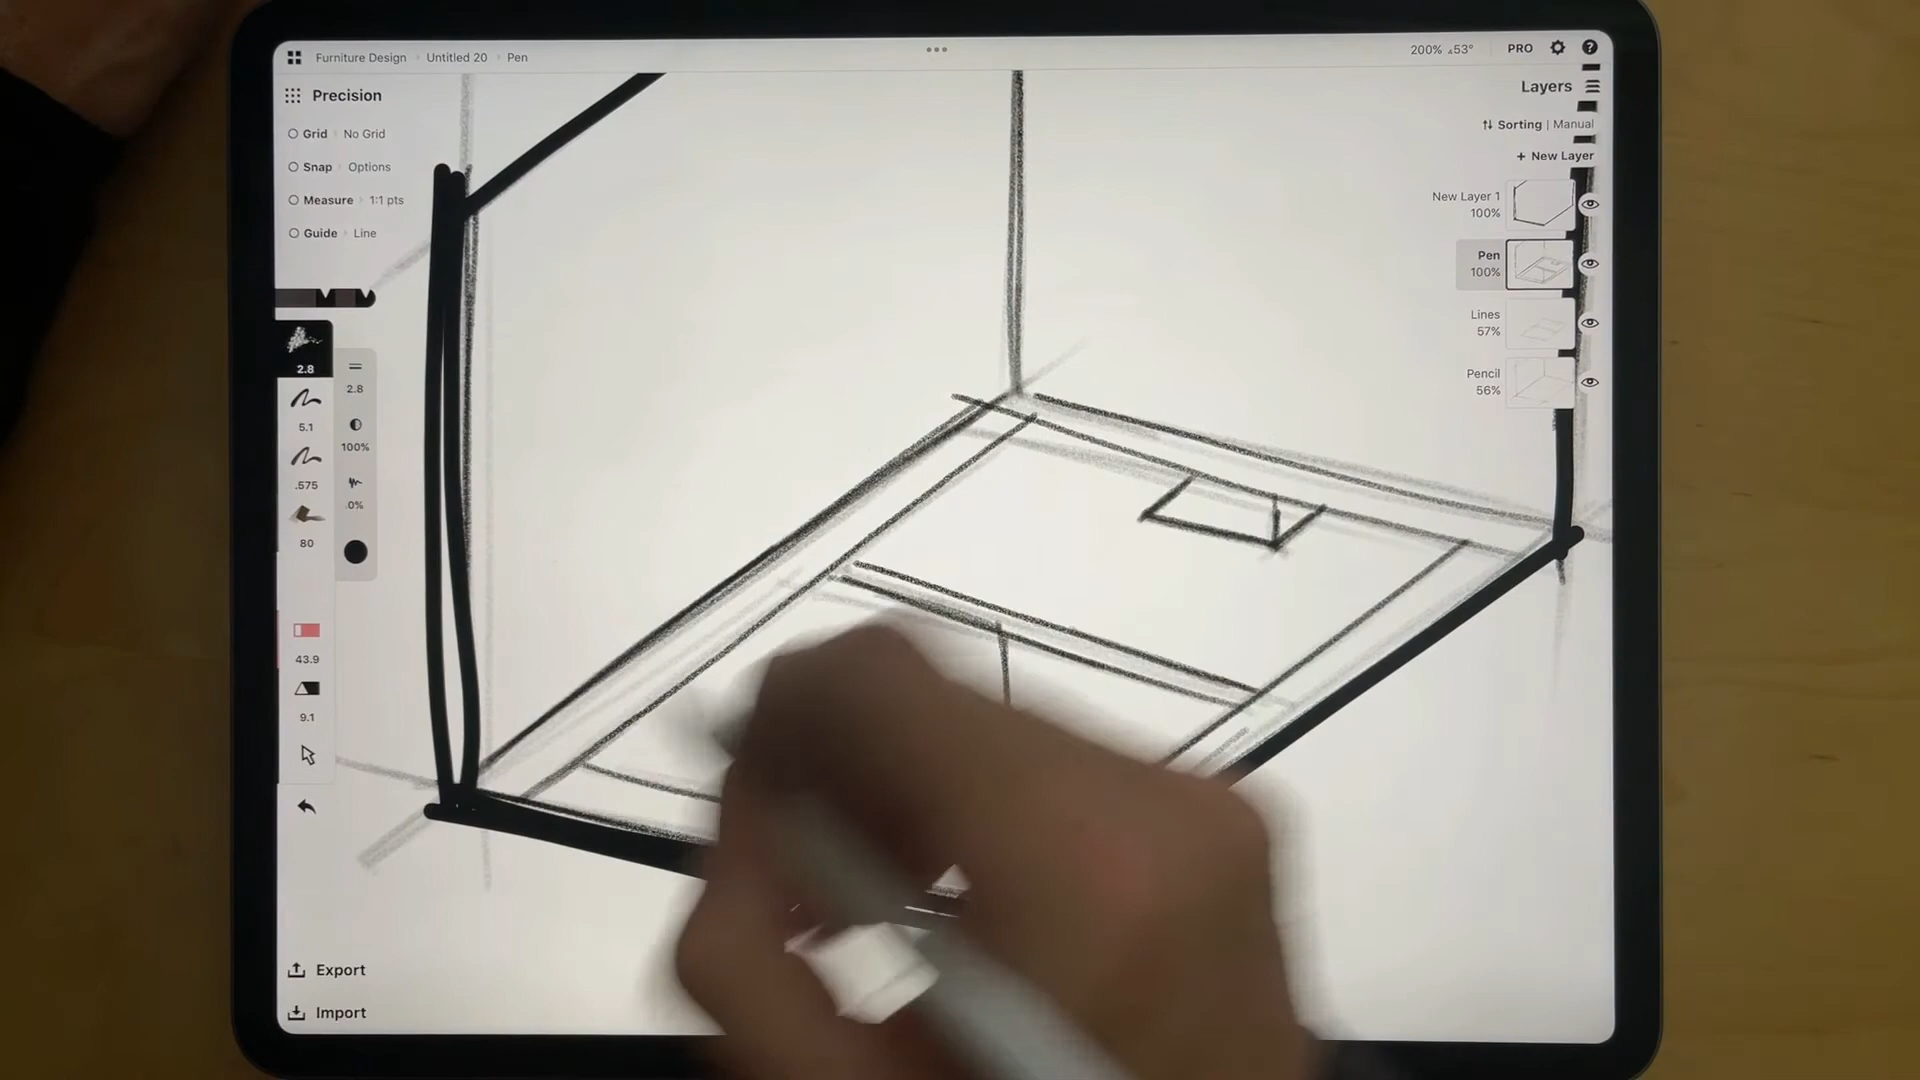 Furniture Design › Untitled 20 › Pen
200% ⦟53° PRO
Precision
Grid › No Grid
Snap › Options
Measure › 1:1 pts
Guide › Line
2.8
5.1
.575
80
43.9
9.1
2.8
100%
.0%
Export
Import
Layers
Sorting | Manual
+ New Layer
New Layer 1
100%
Pen
100%
Lines
57%
Pencil
56%